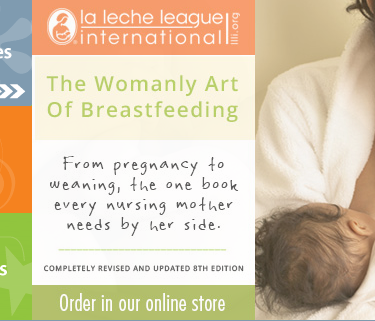 la leche league
international
llli.org
The Womanly Art
Of Breastfeeding
From pregnancy to
weaning, the one book
every nursing mother
needs by her side.
COMPLETELY REVISED AND UPDATED 8TH EDITION
Order in our online store